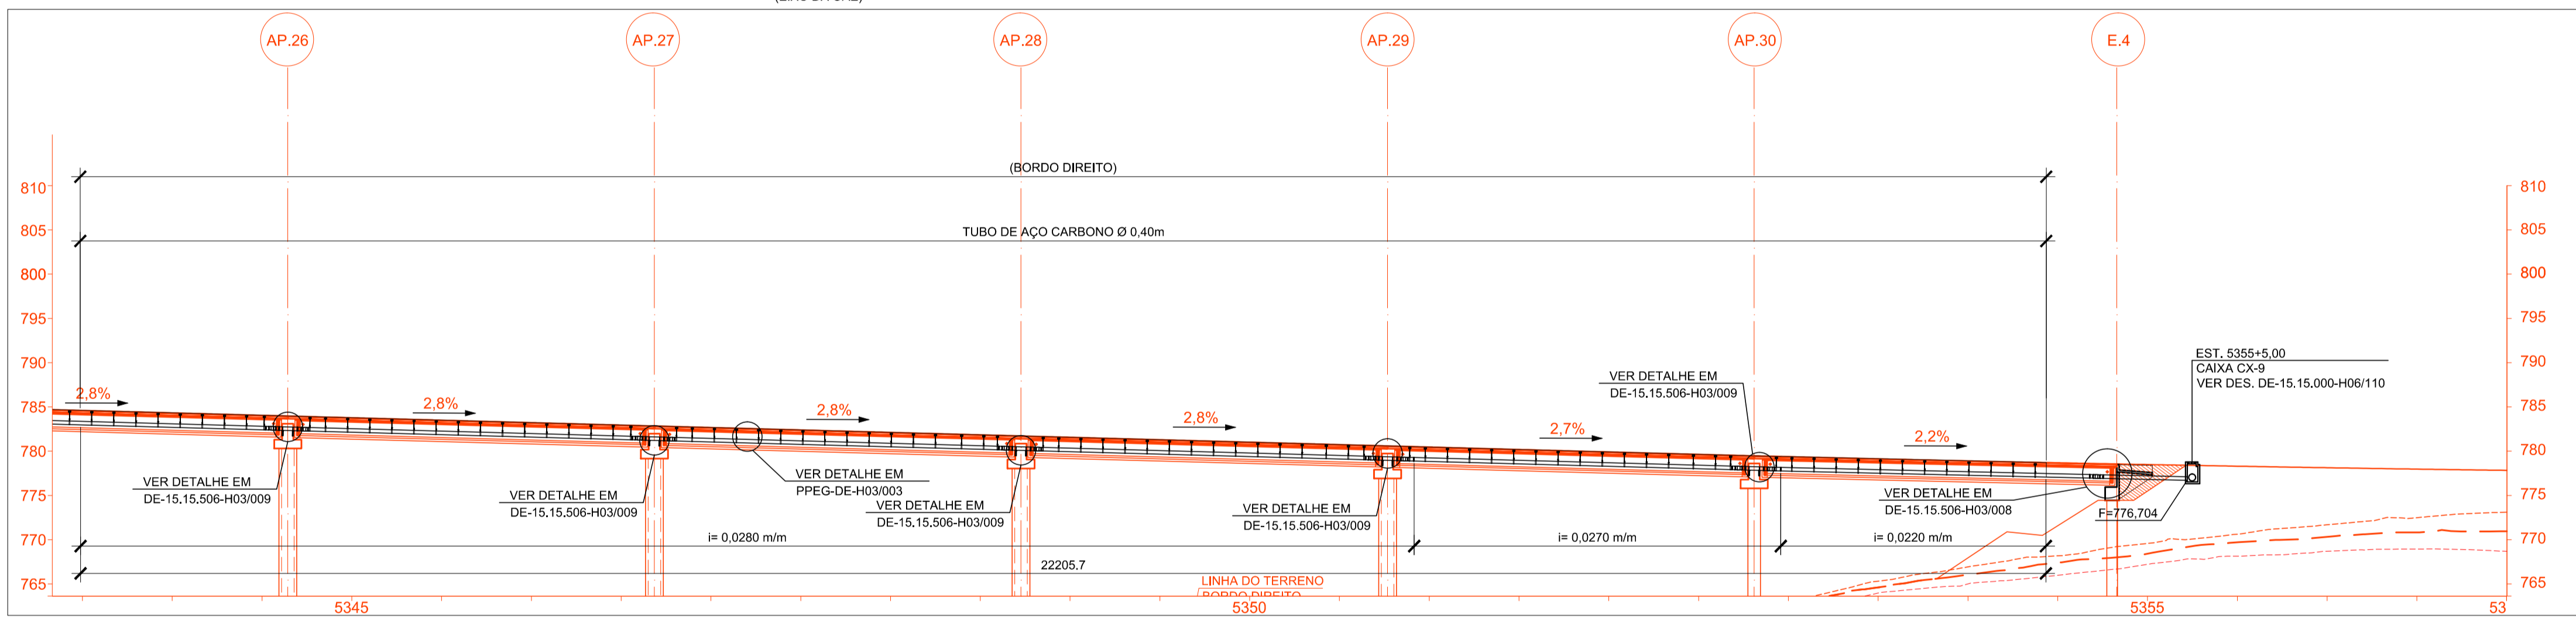 AP.26
AP.27
AP.28
AP.29
AP.30
E.4
(BORDO DIREITO)
TUBO DE AÇO CARBONO Ø 0,40m
810
805
800
795
790
785
780
775
770
765
810
805
800
795
790
785
780
775
770
765
2,8%
2,8%
2,8%
2,8%
2,7%
2,2%
VER DETALHE EM
DE-15.15.506-H03/009
VER DETALHE EM
DE-15.15.506-H03/009
VER DETALHE EM
PPEG-DE-H03/003
VER DETALHE EM
DE-15.15.506-H03/009
VER DETALHE EM
DE-15.15.506-H03/009
VER DETALHE EM
DE-15.15.506-H03/009
VER DETALHE EM
DE-15.15.506-H03/008
EST. 5355+5,00
CAIXA CX-9
VER DES. DE-15.15.000-H06/110
F=776,704
i= 0,0280 m/m
i= 0,0270 m/m
i= 0,0220 m/m
22205.7
LINHA DO TERRENO
BORDO DIREITO
5345
5350
5355
53